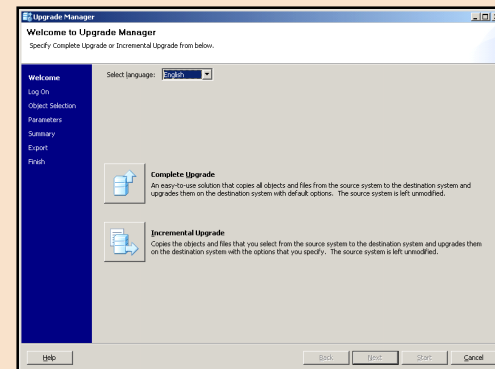 Upgrade Manager
Welcome to Upgrade Manager
Specify Complete Upgrade or Incremental Upgrade from below.
Welcome
Log On
Object Selection
Parameters
Summary
Export
Finish
Select language: English
Complete Upgrade
An easy-to-use solution that copies all objects and files from the source system to the destination system and
upgrades them on the destination system with default options. The source system is left unmodified.
Incremental Upgrade
Copies the objects and files that you select from the source system to the destination system and upgrades them
on the destination system with the options that you specify. The source system is left unmodified.
Help
Back
Next
Start
Cancel